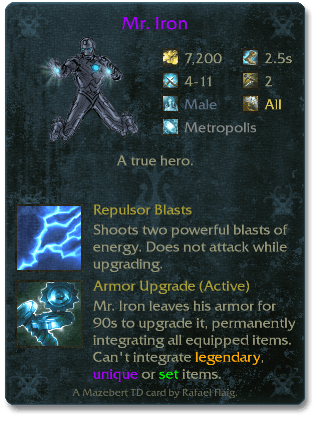 Mr. Iron
7,200 2.5s
4-11 2
Male All
Metropolis
A true hero.
Repulsor Blasts
Shoots two powerful blasts of
energy. Does not attack while
upgrading.
Armor Upgrade (Active)
Mr. Iron leaves his armor for
90s to upgrade it, permanently
integrating all equipped items.
Can't integrate legendary,
unique or set items.
A Mazebert TD card by Rafael Flaig.